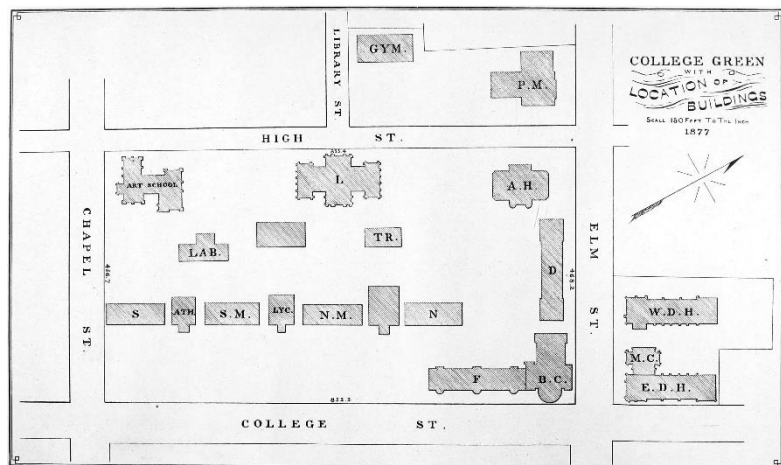 COLLEGE GREEN
WITH
LOCATION OF
BUILDINGS
SCALE 180 FEET TO THE INCH
1877
LIBRARY ST
GYM.
P.M.
HIGH ST.
ART SCHOOL
L
A.H.
CHAPEL ST.
LAB.
TR.
D
ELM ST.
S
ATH.
S.M.
LYC.
N.M.
N
W.D.H.
M.C.
E.D.H.
F
B.C.
COLLEGE ST.